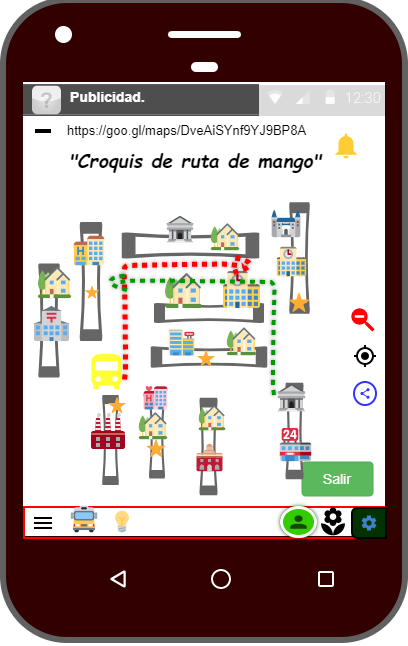 ?
Publicidad.
12:30
https://goo.gl/maps/DveAiSYnf9YJ9BP8A
"Croquis de ruta de mango"
H
〒
H
24
Salir